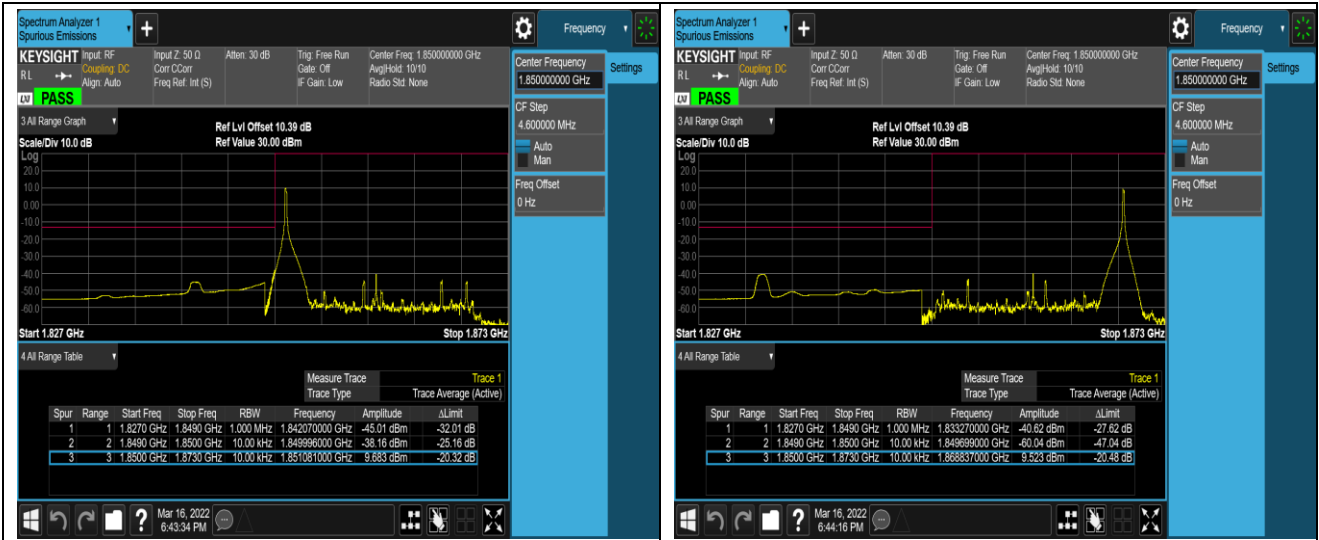 Spectrum Analyzer 1
Spurious Emissions
+
Frequency
KEYSIGHT Input: RF Input Z: 50 Ω Atten: 30 dB Trig: Free Run Center Freq: 1.850000000 GHz
Coupling: DC Corr CCorr Gate: Off Avg|Hold: 10/10
R L Align: Auto Freq Ref: Int (S) IF Gain: Low Radio Std: None
LXI PASS
Center Frequency
1.850000000 GHz
Settings
CF Step
4.600000 MHz
Auto
Man
Freq Offset
0 Hz
3 All Range Graph
Ref Lvl Offset 10.39 dB
Scale/Div 10.0 dB Ref Value 30.00 dBm
Log
20.0
10.0
0.00
-10.0
-20.0
-30.0
-40.0
-50.0
-60.0
Start 1.827 GHz Stop 1.873 GHz
4 All Range Table
Measure Trace Trace 1
Trace Type Trace Average (Active)
Spur Range Start Freq Stop Freq RBW Frequency Amplitude ΔLimit
1 1 1.8270 GHz 1.8490 GHz 1.000 MHz 1.842070000 GHz -45.01 dBm -32.01 dB
2 2 1.8490 GHz 1.8500 GHz 10.00 kHz 1.849996000 GHz -38.16 dBm -25.16 dB
3 3 1.8500 GHz 1.8730 GHz 10.00 kHz 1.851081000 GHz 9.683 dBm -20.32 dB
?
Mar 16, 2022
6:43:34 PM
Spectrum Analyzer 1
Spurious Emissions
+
Frequency
KEYSIGHT Input: RF Input Z: 50 Ω Atten: 30 dB Trig: Free Run Center Freq: 1.850000000 GHz
Coupling: DC Corr CCorr Gate: Off Avg|Hold: 10/10
R L Align: Auto Freq Ref: Int (S) IF Gain: Low Radio Std: None
LXI PASS
Center Frequency
1.850000000 GHz
Settings
CF Step
4.600000 MHz
Auto
Man
Freq Offset
0 Hz
3 All Range Graph
Ref Lvl Offset 10.39 dB
Scale/Div 10.0 dB Ref Value 30.00 dBm
Log
20.0
10.0
0.00
-10.0
-20.0
-30.0
-40.0
-50.0
-60.0
Start 1.827 GHz Stop 1.873 GHz
4 All Range Table
Measure Trace Trace 1
Trace Type Trace Average (Active)
Spur Range Start Freq Stop Freq RBW Frequency Amplitude ΔLimit
1 1 1.8270 GHz 1.8490 GHz 1.000 MHz 1.833270000 GHz -40.62 dBm -27.62 dB
2 2 1.8490 GHz 1.8500 GHz 10.00 kHz 1.849699000 GHz -60.04 dBm -47.04 dB
3 3 1.8500 GHz 1.8730 GHz 10.00 kHz 1.868837000 GHz 9.523 dBm -20.48 dB
?
Mar 16, 2022
6:44:16 PM